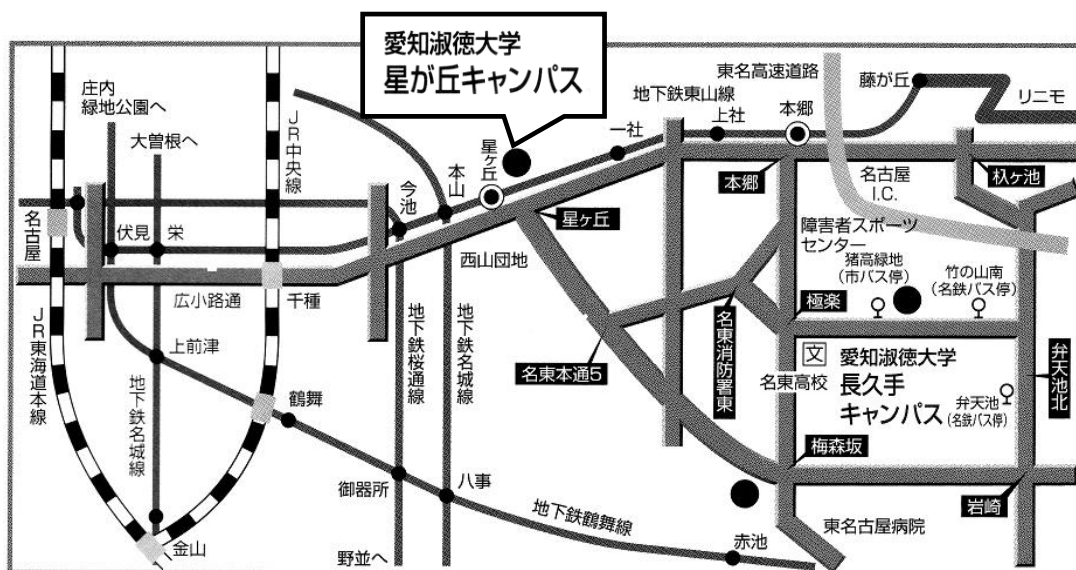 愛知淑徳大学
星が丘キャンパス
庄内
緑地公園へ
大曽根へ
JR中央線
東名高速道路
藤が丘
リニモ
地下鉄東山線
本郷
上社
一社
星ヶ丘
本山
今池
名古屋
伏見
栄
本郷
杁ヶ池
名古屋
I.C.
星ヶ丘
西山団地
障害者スポーツ
センター
猪高緑地
(市バス停)
竹の山南
(名鉄バス停)
広小路通
千種
極楽
JR東海道本線
上前津
地下鉄桜通線
地下鉄名城線
名東本通5
名東消防署東
文
名東高校
愛知淑徳大学
長久手
キャンパス
弁天池北
弁天池
(名鉄バス停)
地下鉄名城線
鶴舞
梅森坂
御器所
八事
地下鉄鶴舞線
岩崎
東名古屋病院
金山
野並へ
赤池